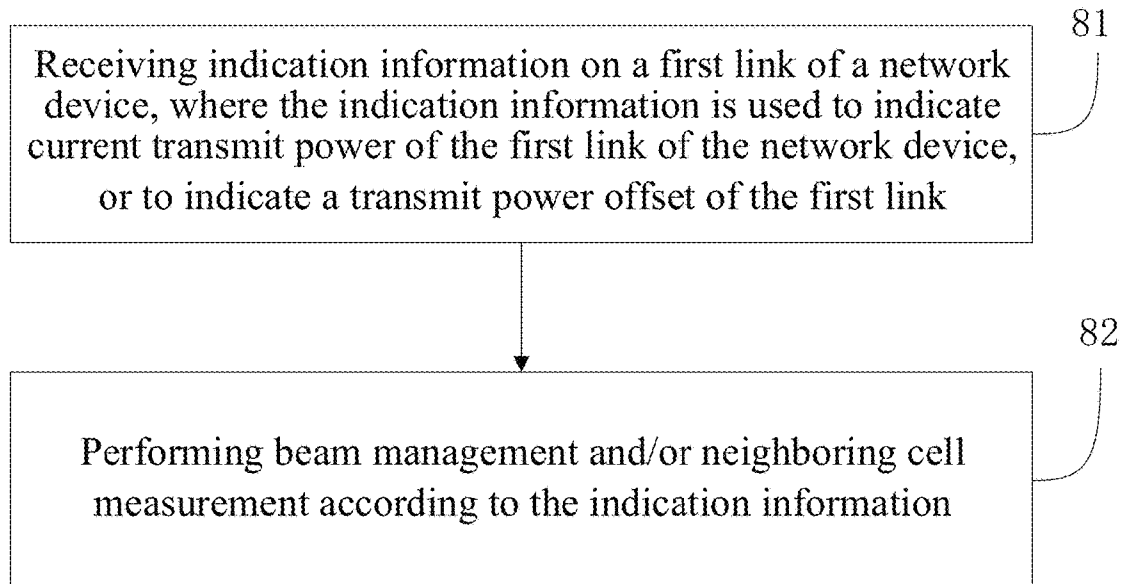 81
Receiving indication information on a first link of a network
device, where the indication information is used to indicate
current transmit power of the first link of the network device,
or to indicate a transmit power offset of the first link
82
Performing beam management and/or neighboring cell
measurement according to the indication information